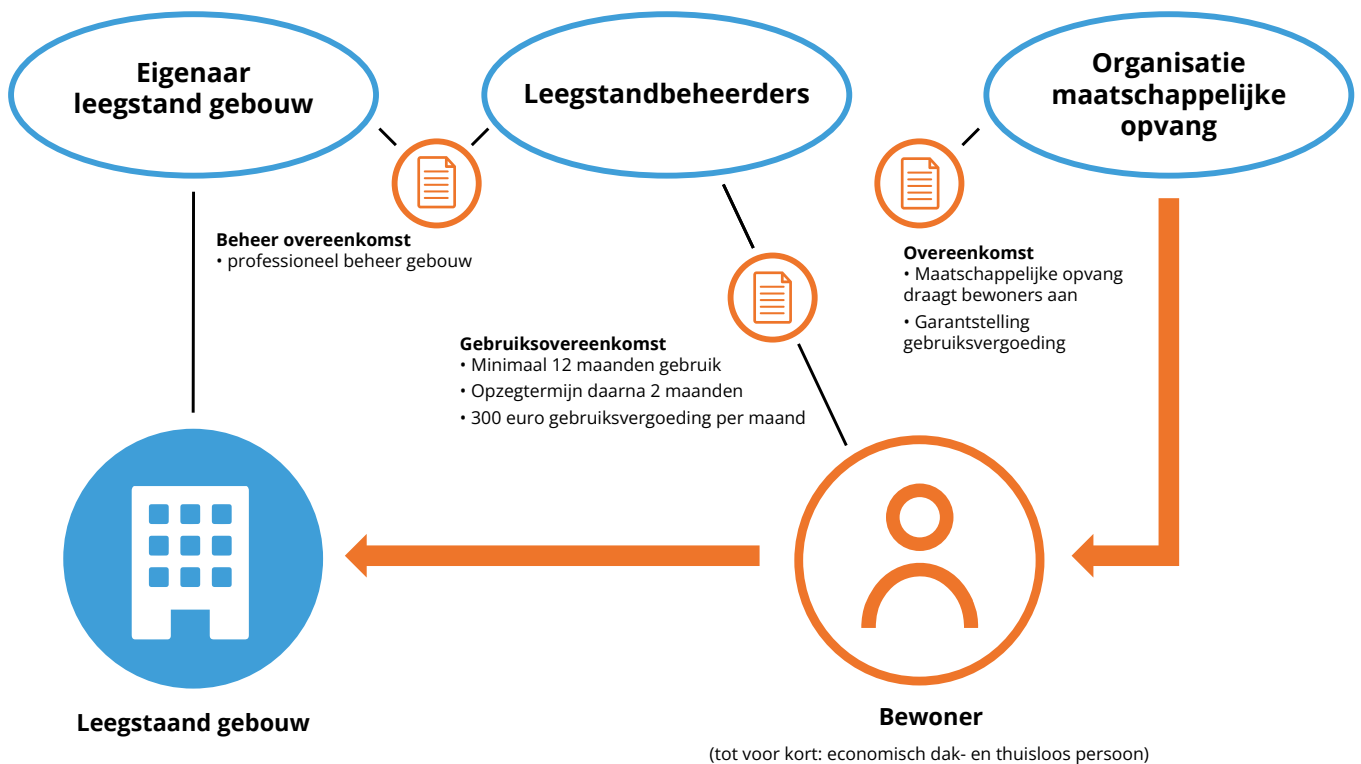 Eigenaar
leegstand gebouw
Leegstandbeheerders
Organisatie
maatschappelijke
opvang
Beheer overeenkomst
• professioneel beheer gebouw
Overeenkomst
• Maatschappelijke opvang
draagt bewoners aan
• Garantstelling
gebruiksvergoeding
Gebruiksovereenkomst
• Minimaal 12 maanden gebruik
• Opzegtermijn daarna 2 maanden
• 300 euro gebruiksvergoeding per maand
Leegstaand gebouw
Bewoner
(tot voor kort: economisch dak- en thuisloos persoon)